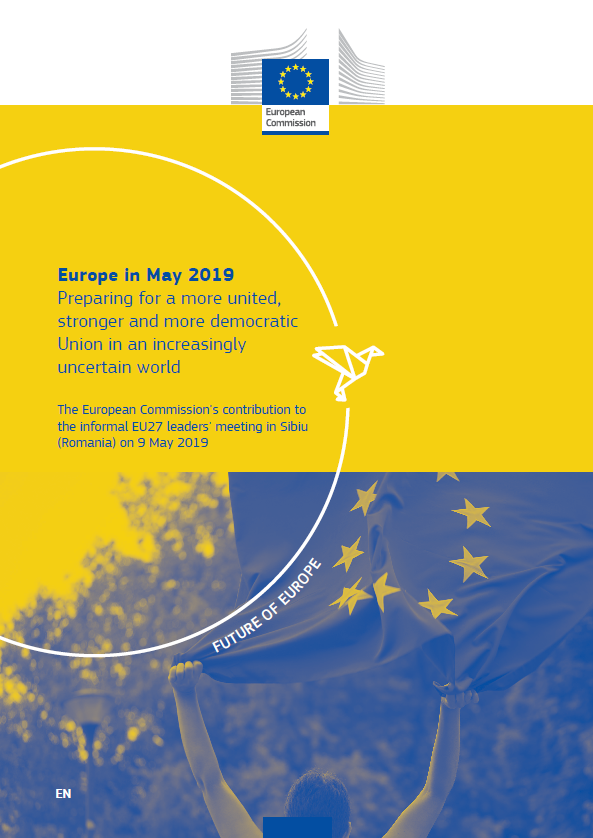 European
Commission
Europe in May 2019
Preparing for a more united,
stronger and more democratic
Union in an increasingly
uncertain world
The European Commission's contribution to
the informal EU27 leaders' meeting in Sibiu
(Romania) on 9 May 2019
FUTURE OF EUROPE
EN